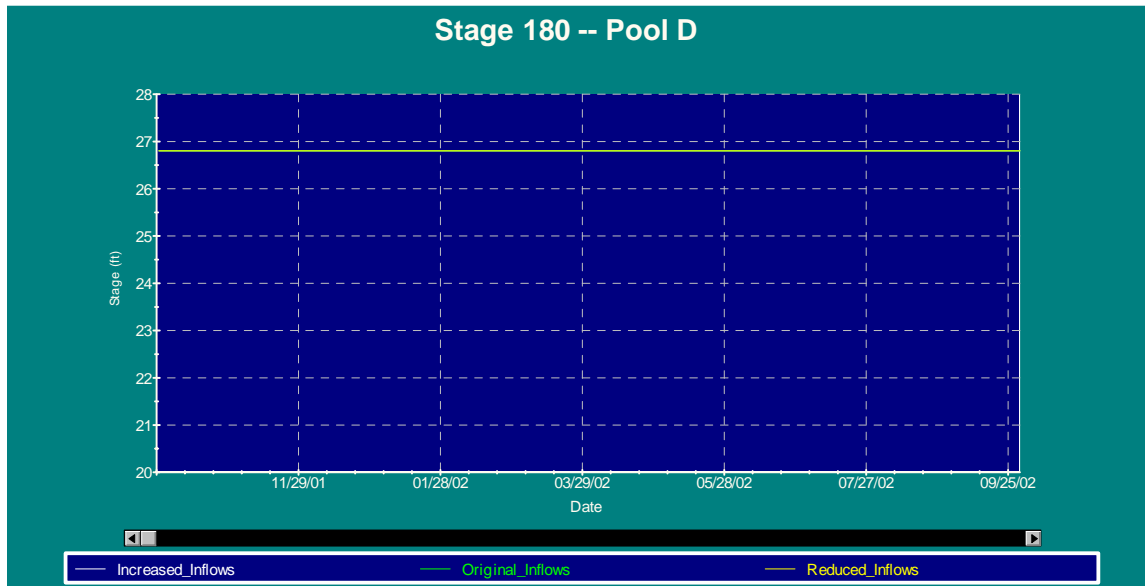 Stage 180 -- Pool D
28
27
26
25
24
23
22
21
20
Stage (ft)
11/29/01 01/28/02 03/29/02 05/28/02 07/27/02 09/25/02
Date
Increased_Inflows Original_Inflows Reduced_Inflows